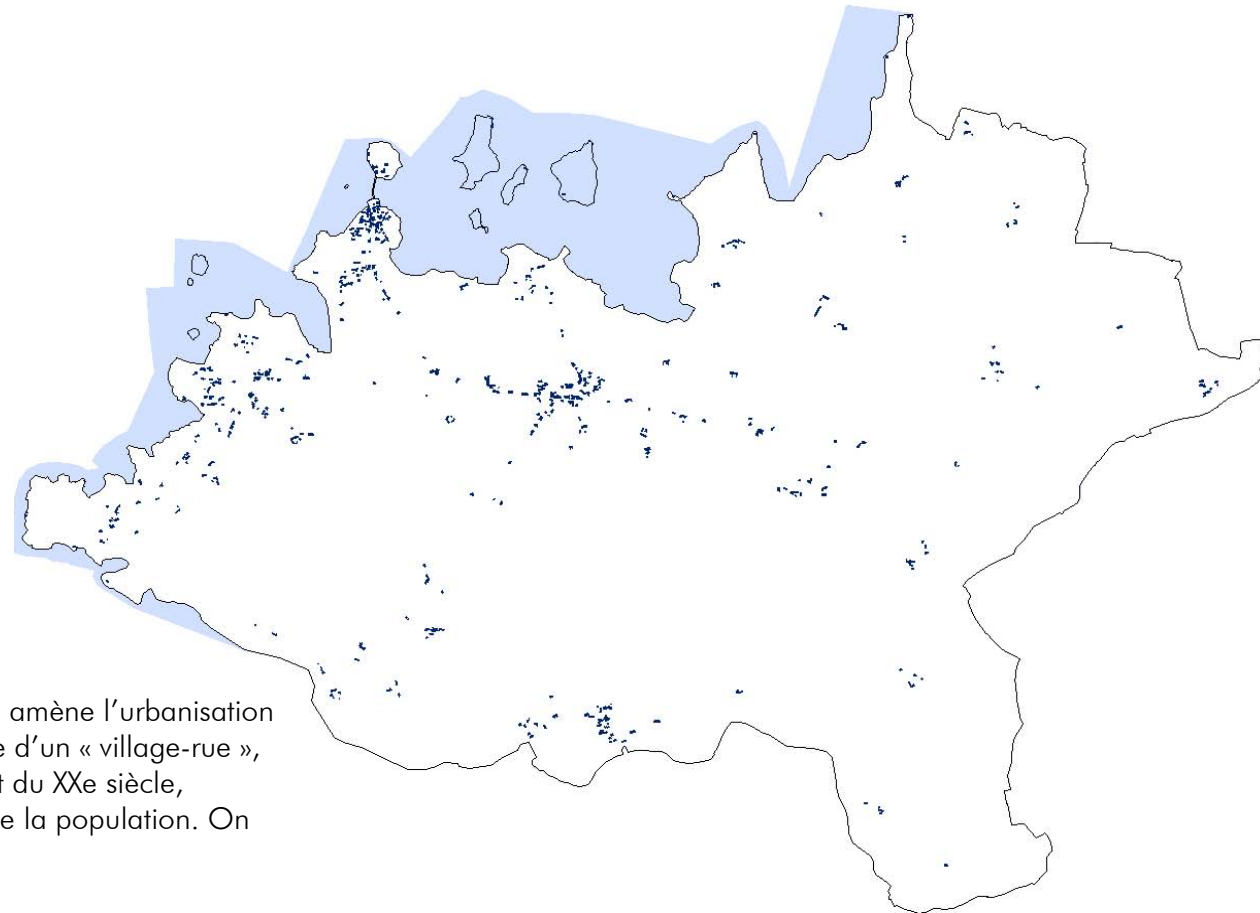 amène l'urbanisation
e d'un « village-rue »,
t du XXe siècle,
e la population. On